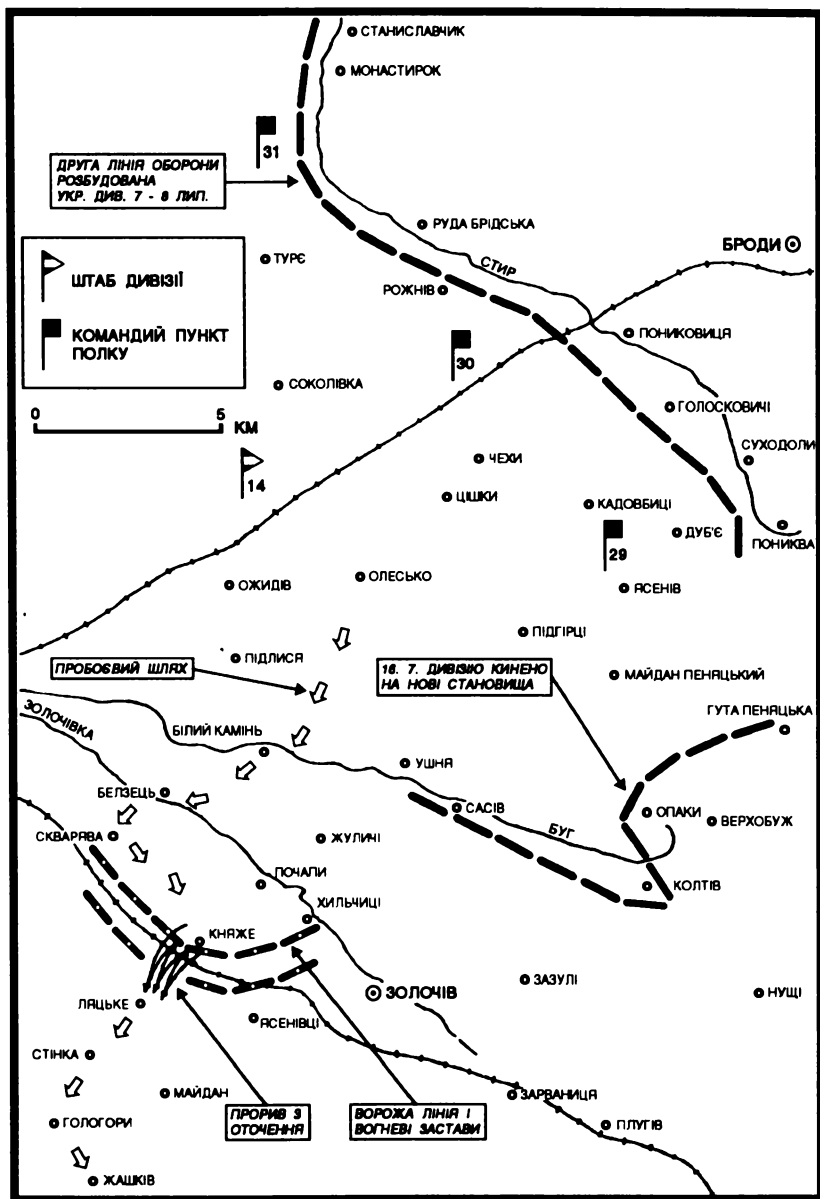 СТАНИСЛАВЧИК
МОНАСТИРОК
31
ДРУГА ЛІНІЯ ОБОРОНИ
РОЗБУДОВАНА
УКР. ДИВ. 7 - 8 ЛИП.
РУДА БРІДСЬКА
БРОДИ
СТИР
ТУРЄ
ШТАБ ДИВІЗІЇ
РОЖНІВ
КОМАНДИЙ ПУНКТ
ПОЛКУ
30
ПОНИКОВИЦЯ
СОКОЛІВКА
ГОЛОСКОВИЧІ
0 5
КМ
СУХОДОЛИ
14
ЧЕХИ
ЦІШКИ
КАДОВБИЦІ
29
ДУБ'Є
ПОНИКВА
ОЖИДІВ
ОЛЕСЬКО
ЯСЕНІВ
ПІДГІРЦІ
ПІДЛИСЯ
ПРОБОЄВИЙ ШЛЯХ
16. 7. ДИВІЗІЮ КИНЕНО
НА НОВІ СТАНОВИЩА
МАЙДАН ПЕНЯЦЬКИЙ
ЗОЛОЧІВКА
ГУТА ПЕНЯЦЬКА
БІЛИЙ КАМІНЬ
УШНЯ
БЕЛЗЕЦЬ
САСІВ
ОПАКИ
ВЕРХОБУЖ
БУГ
СКВАРЯВА
ЖУЛИЧІ
ПОЧАПИ
КОЛТІВ
ХИЛЬЧИЦІ
КНЯЖЕ
ЗАЗУЛІ
НУЩІ
ЗОЛОЧІВ
ЛЯЦЬКЕ
ЯСЕНІВЦІ
СТІНКА
МАЙДАН
ЗАРВАНИЦЯ
ПРОРИВ З
ОТОЧЕННЯ
ВОРОЖА ЛІНІЯ І
ВОГНЕВІ ЗАСТАВИ
ГОЛОГОРИ
ПЛУГІВ
ЖАШКІВ